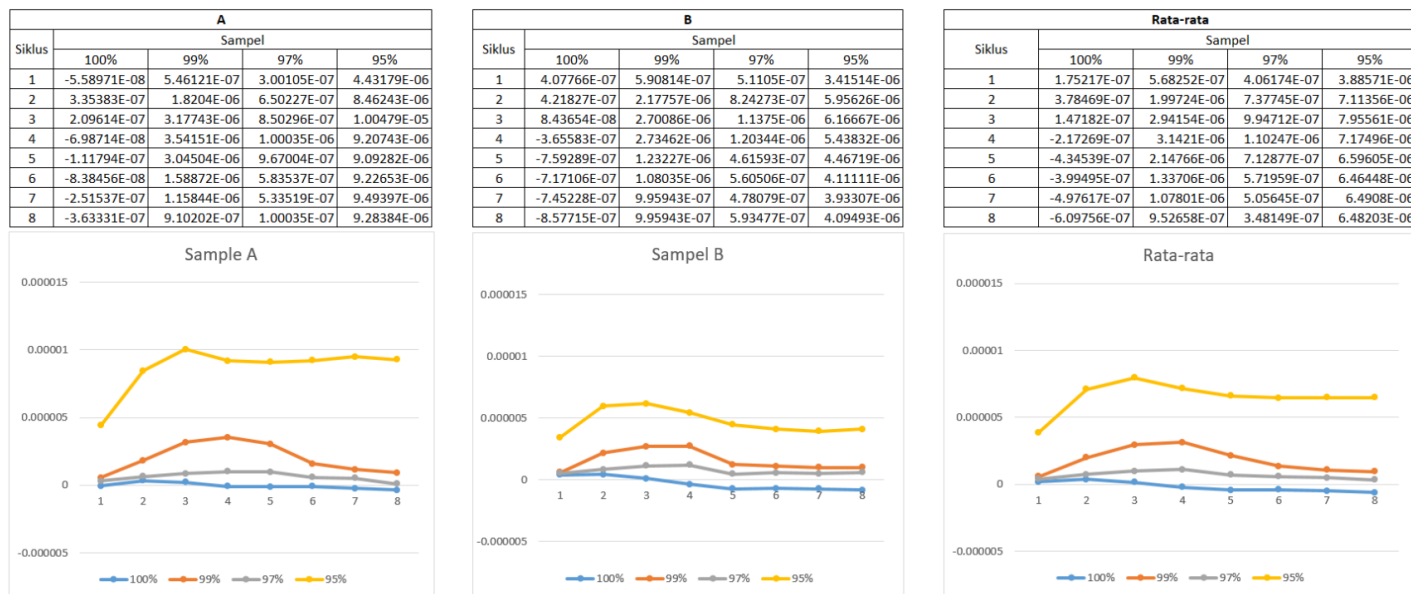 A
Sampel
Siklus 100% 99% 97% 95%
1 -5.58971E-08 5.46121E-07 3.00105E-07 4.43179E-06
2 3.35383E-07 1.8204E-06 6.50227E-07 8.46243E-06
3 2.09614E-07 3.17743E-06 8.50296E-07 1.00479E-05
4 -6.98714E-08 3.54151E-06 1.00035E-06 9.20743E-06
5 -1.11794E-07 3.04504E-06 9.67004E-07 9.09282E-06
6 -8.38456E-08 1.58872E-06 5.83537E-07 9.22653E-06
7 -2.51537E-07 1.15844E-06 5.33519E-07 9.49397E-06
8 -3.63331E-07 9.10202E-07 1.00035E-07 9.28384E-06
B
Sampel
Siklus 100% 99% 97% 95%
1 4.07766E-07 5.90814E-07 5.1105E-07 3.41514E-06
2 4.21827E-07 2.17757E-06 8.24273E-07 5.95626E-06
3 8.43654E-08 2.70086E-06 1.1375E-06 6.16667E-06
4 -3.65583E-07 2.73462E-06 1.20344E-06 5.43832E-06
5 -7.59289E-07 1.23227E-06 4.61593E-07 4.46719E-06
6 -7.17106E-07 1.08035E-06 5.60506E-07 4.11111E-06
7 -7.45228E-07 9.95943E-07 4.78079E-07 3.93307E-06
8 -8.57715E-07 9.95943E-07 5.93477E-07 4.09493E-06
Rata-rata
Sampel
Siklus 100% 99% 97% 95%
1 1.75217E-07 5.68252E-07 4.06174E-07 3.88571E-06
2 3.78469E-07 1.99724E-06 7.37745E-07 7.11356E-06
3 1.47182E-07 2.94154E-06 9.94712E-07 7.95561E-06
4 -2.17269E-07 3.1421E-06 1.10247E-06 7.17496E-06
5 -4.34539E-07 2.14766E-06 7.12877E-07 6.59605E-06
6 -3.99495E-07 1.33706E-06 5.71959E-07 6.46448E-06
7 -4.97617E-07 1.07801E-06 5.05645E-07 6.4908E-06
8 -6.09756E-07 9.52658E-07 3.48149E-07 6.48203E-06
Sample A
0.000015
0.00001
0.000005
0
-0.000005
1 2 3 4 5 6 7 8
100% 99% 97% 95%
Sampel B
0.000015
0.00001
0.000005
0
-0.000005
1 2 3 4 5 6 7 8
100% 99% 97% 95%
Rata-rata
0.000015
0.00001
0.000005
0
-0.000005
1 2 3 4 5 6 7 8
100% 99% 97% 95%